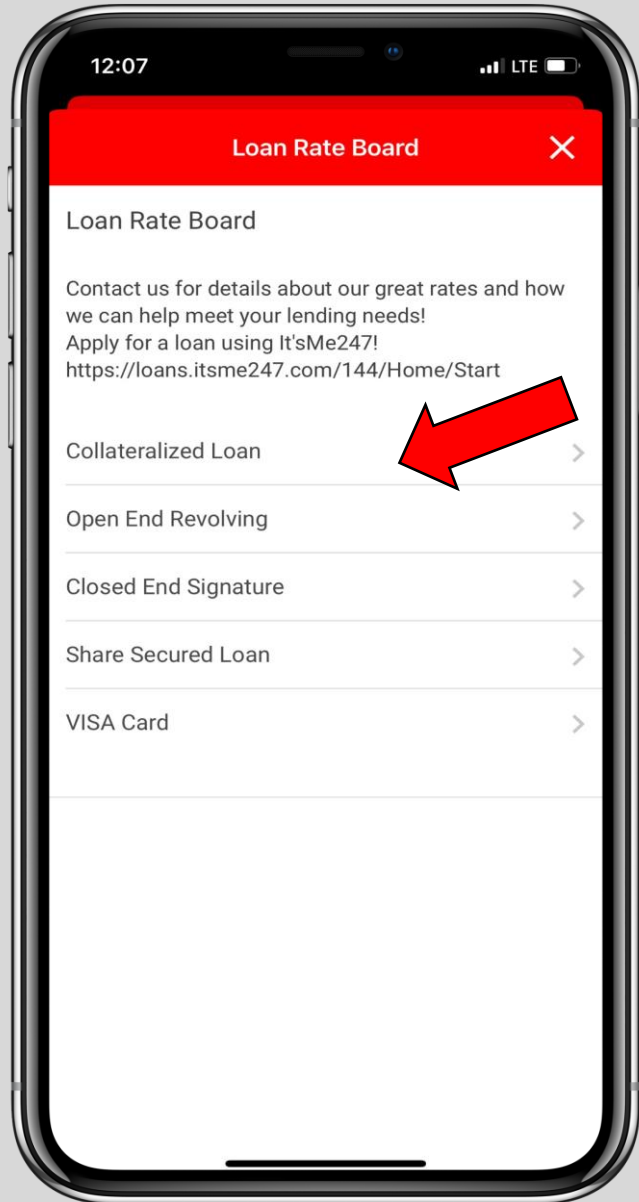 12:07
LTE
Loan Rate Board
Loan Rate Board
Contact us for details about our great rates and how
we can help meet your lending needs!
Apply for a loan using It'sMe247!
https://loans.itsme247.com/144/Home/Start
Collateralized Loan
Open End Revolving
Closed End Signature
Share Secured Loan
VISA Card